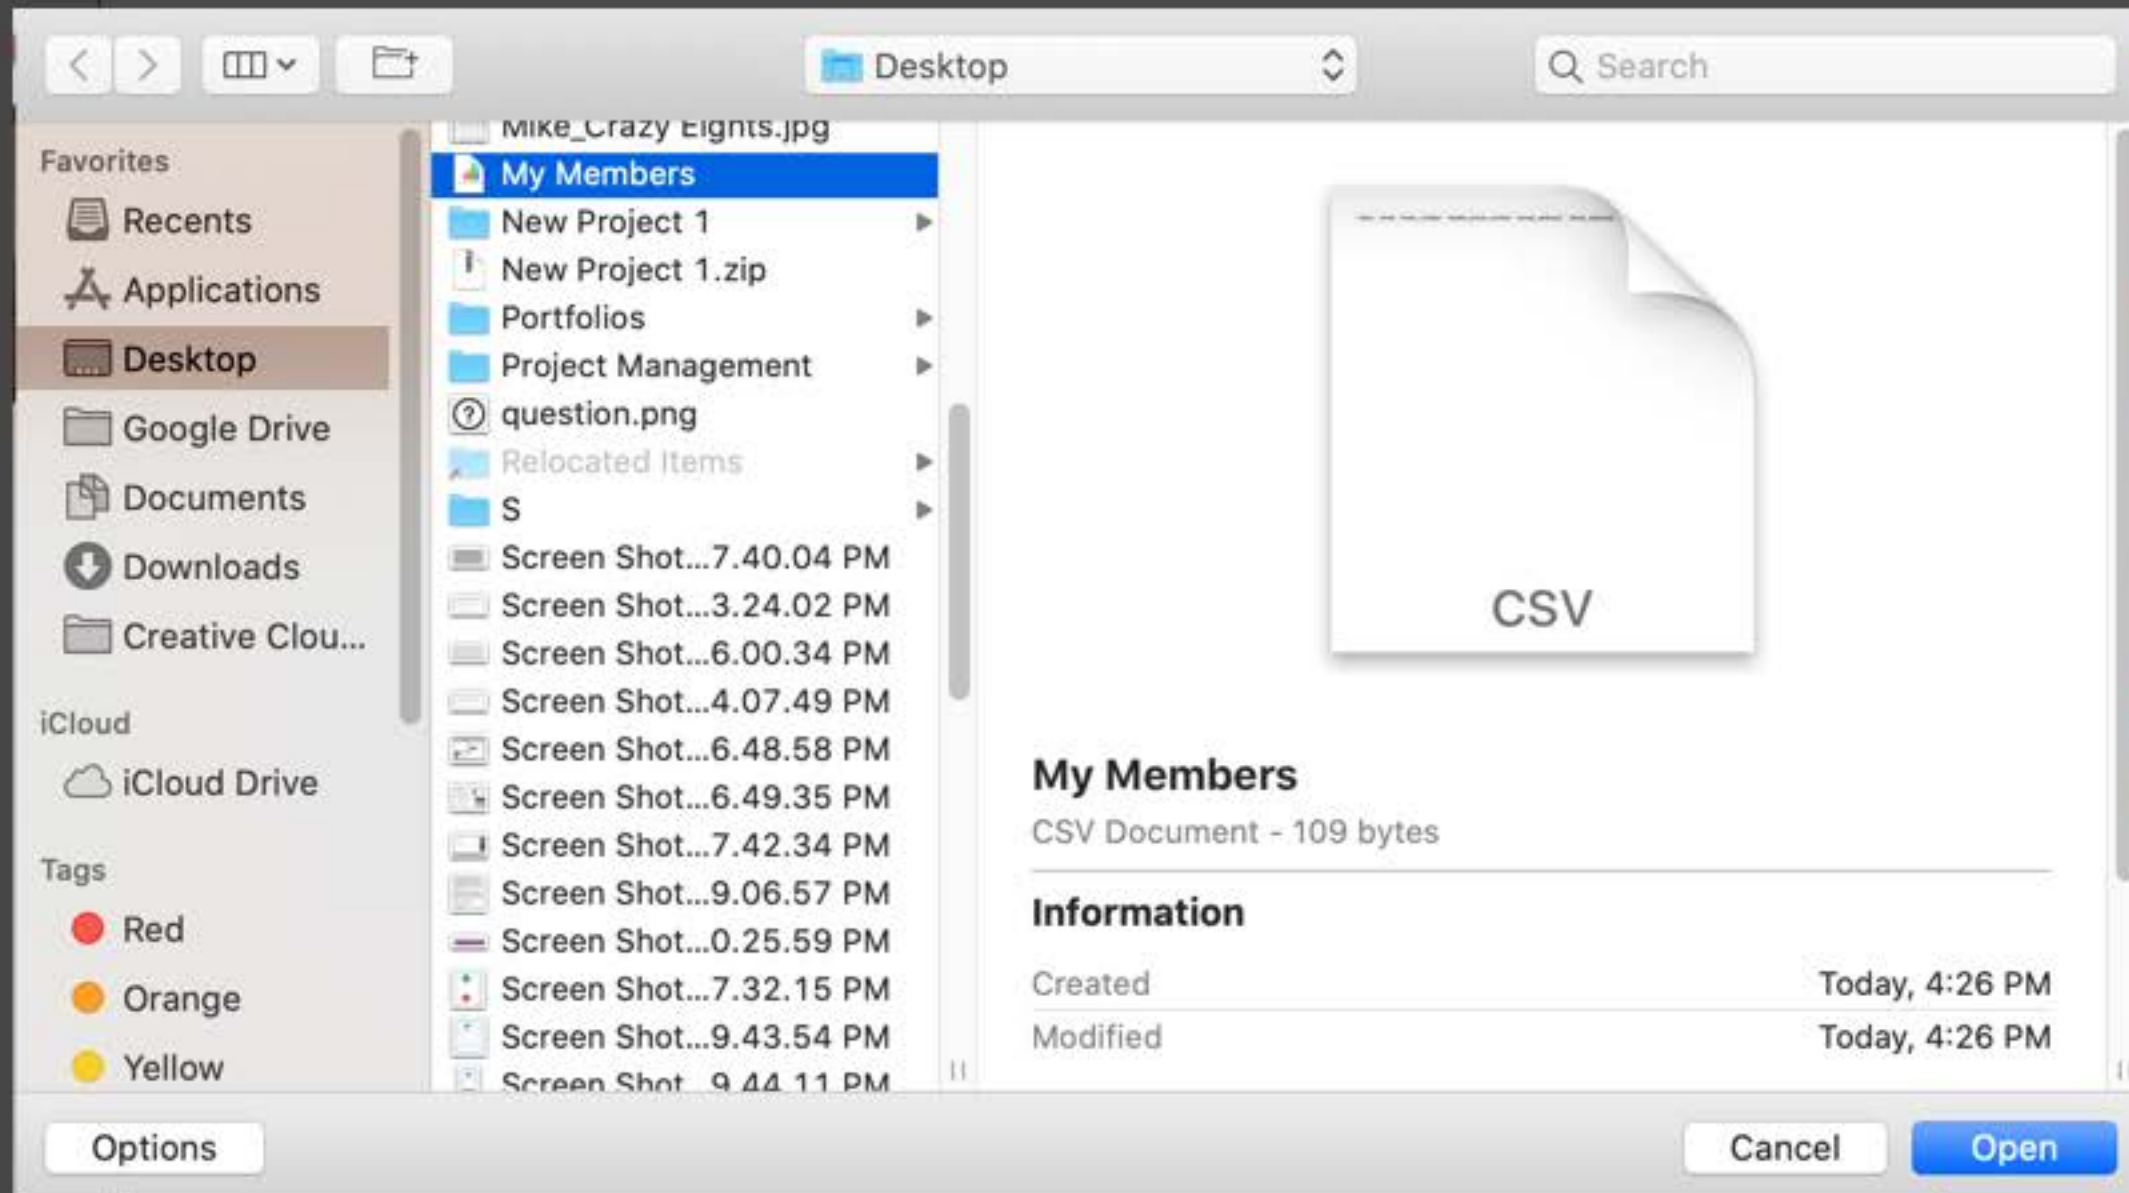 Desktop
Search
Favorites
Recents
Applications
Desktop
Google Drive
Documents
Downloads
Creative Clou...
iCloud
iCloud Drive
Tags
Red
Orange
Yellow
Mike_Crazy Eights.jpg
My Members
New Project 1
New Project 1.zip
Portfolios
Project Management
question.png
Relocated Items
S
Screen Shot...7.40.04 PM
Screen Shot...3.24.02 PM
Screen Shot...6.00.34 PM
Screen Shot...4.07.49 PM
Screen Shot...6.48.58 PM
Screen Shot...6.49.35 PM
Screen Shot...7.42.34 PM
Screen Shot...9.06.57 PM
Screen Shot...0.25.59 PM
Screen Shot...7.32.15 PM
Screen Shot...9.43.54 PM
Screen Shot...9.44.11 PM
CSV
My Members
CSV Document - 109 bytes
Information
Created Today, 4:26 PM
Modified Today, 4:26 PM
Options
Cancel
Open